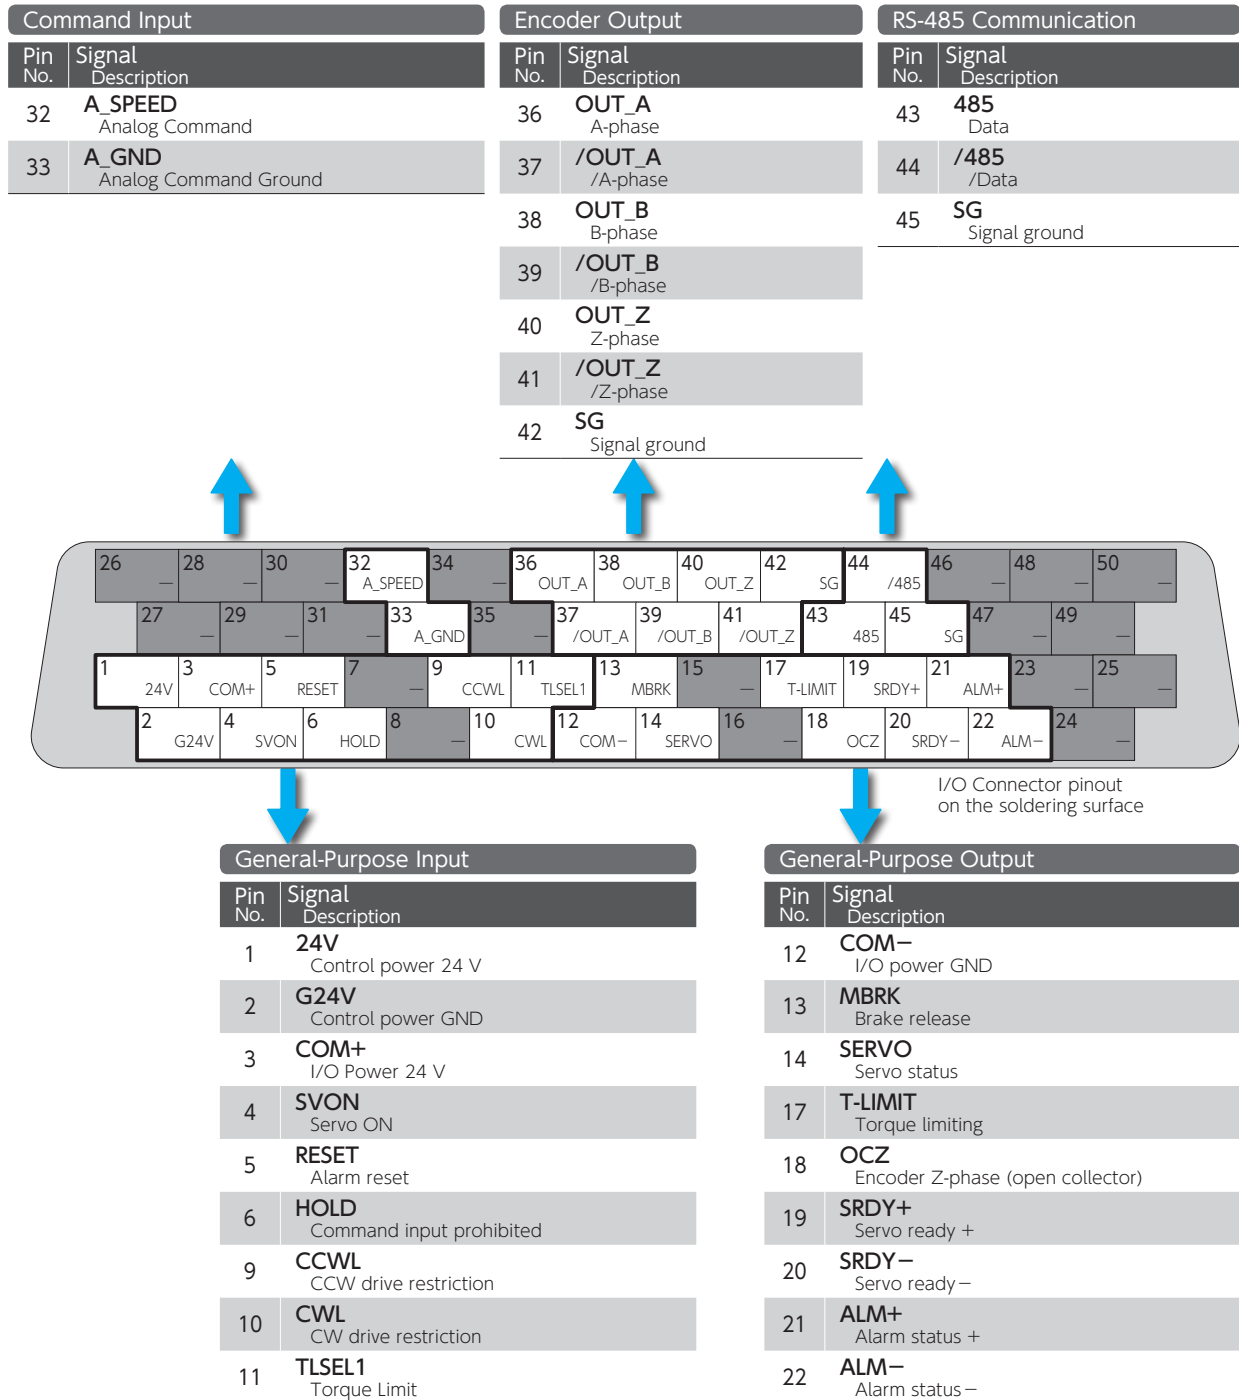 Command Input
Pin No. Signal Description
32 A_SPEED
Analog Command
33 A_GND
Analog Command Ground
Encoder Output
Pin No. Signal Description
36 OUT_A
A-phase
37 /OUT_A
/A-phase
38 OUT_B
B-phase
39 /OUT_B
/B-phase
40 OUT_Z
Z-phase
41 /OUT_Z
/Z-phase
42 SG
Signal ground
RS-485 Communication
Pin No. Signal Description
43 485
Data
44 /485
/Data
45 SG
Signal ground
26 – 28 – 30 – 32 A_SPEED 34 – 36 OUT_A 38 OUT_B 40 OUT_Z 42 SG 44 /485 46 – 48 – 50 –
27 – 29 – 31 – 33 A_GND 35 – 37 /OUT_A 39 /OUT_B 41 /OUT_Z 43 485 45 SG 47 – 49 –
1 24V 3 COM+ 5 RESET 7 – 9 CCWL 11 TLSEL1 13 MBRK 15 – 17 T-LIMIT 19 SRDY+ 21 ALM+ 23 – 25 –
2 G24V 4 SVON 6 HOLD 8 – 10 CWL 12 COM− 14 SERVO 16 – 18 OCZ 20 SRDY− 22 ALM− 24 –
I/O Connector pinout
on the soldering surface
General-Purpose Input
Pin No. Signal Description
1 24V
Control power 24 V
2 G24V
Control power GND
3 COM+
I/O Power 24 V
4 SVON
Servo ON
5 RESET
Alarm reset
6 HOLD
Command input prohibited
9 CCWL
CCW drive restriction
10 CWL
CW drive restriction
11 TLSEL1
Torque Limit
General-Purpose Output
Pin No. Signal Description
12 COM−
I/O power GND
13 MBRK
Brake release
14 SERVO
Servo status
17 T-LIMIT
Torque limiting
18 OCZ
Encoder Z-phase (open collector)
19 SRDY+
Servo ready +
20 SRDY−
Servo ready−
21 ALM+
Alarm status +
22 ALM−
Alarm status−